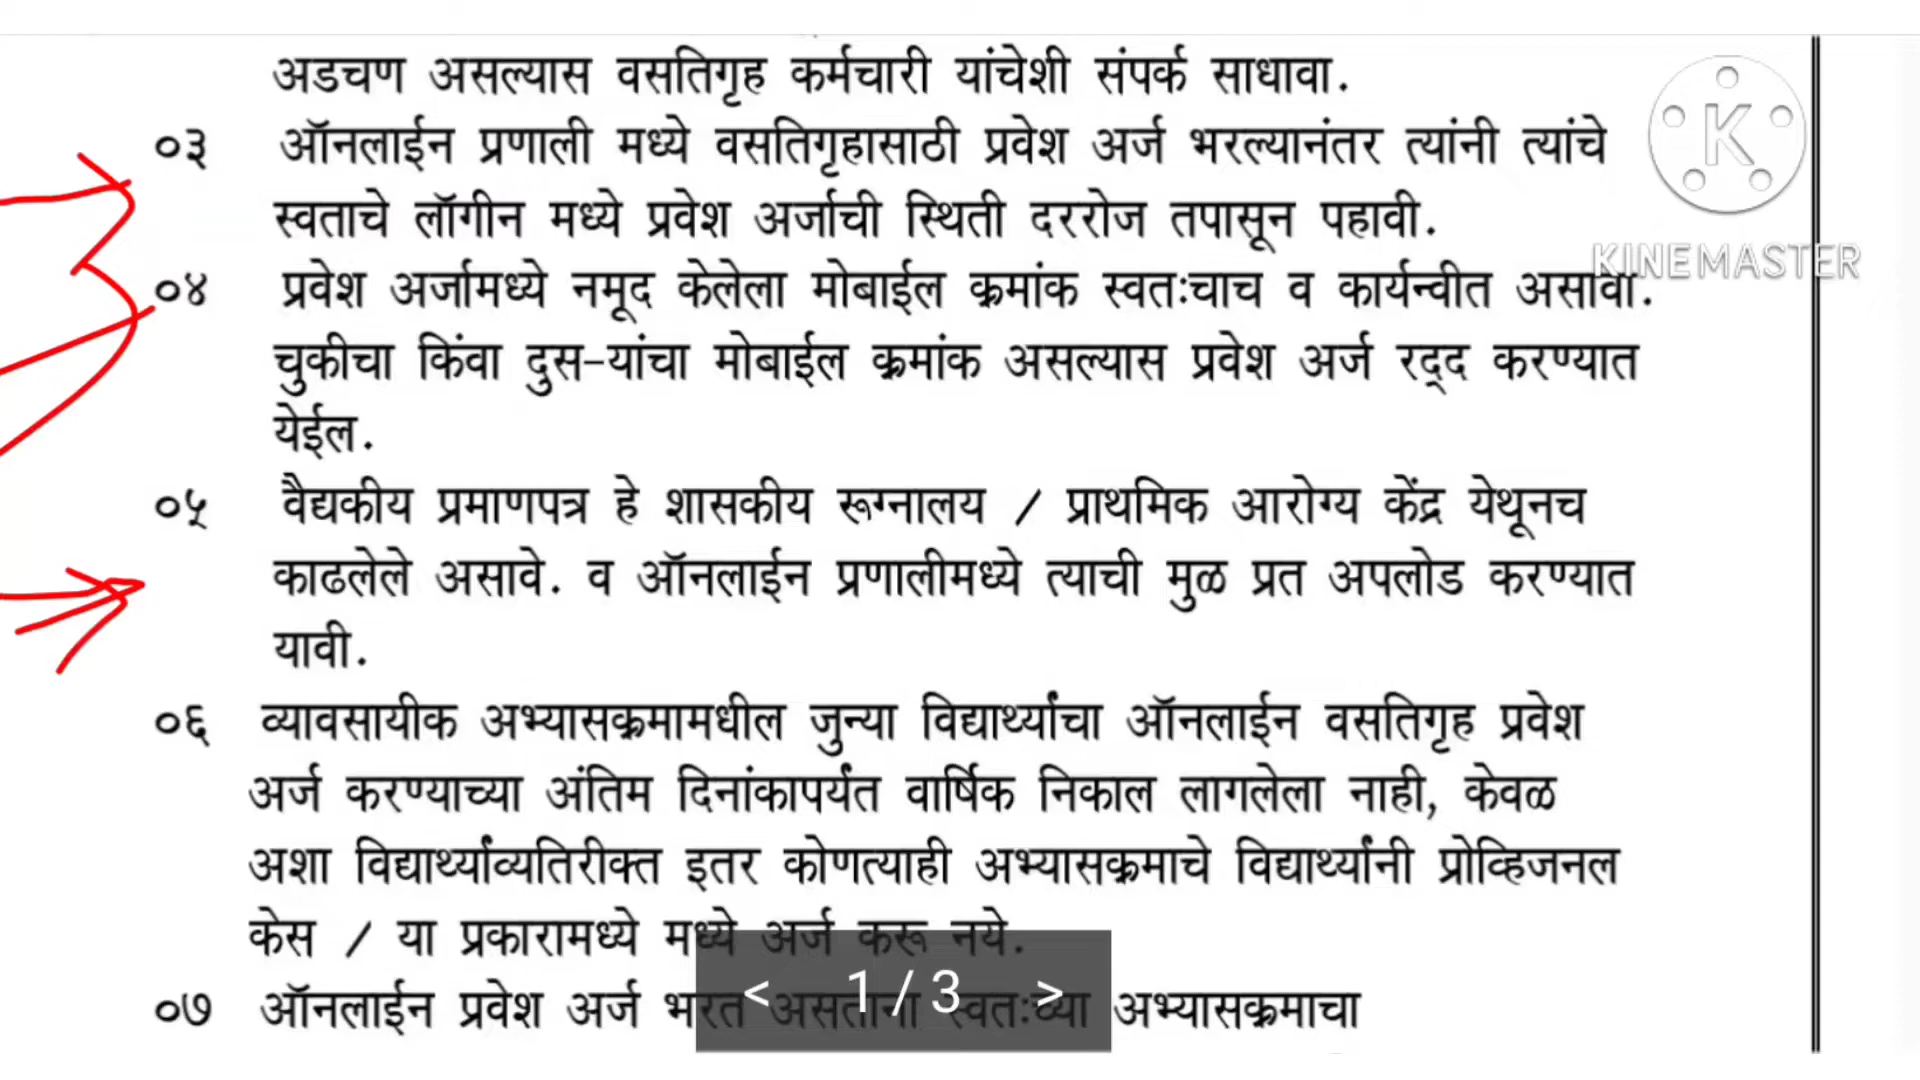 अडचण असल्यास वसतिगृह कर्मचारी यांचेशी संपर्क साधावा.
०३ ऑनलाईन प्रणाली मध्ये वसतिगृहासाठी प्रवेश अर्ज भरल्यानंतर त्यांनी त्यांचे
स्वताचे लॉगीन मध्ये प्रवेश अर्जाची स्थिती दररोज तपासून पहावी.
०४ प्रवेश अर्जामध्ये नमूद केलेला मोबाईल क्रमांक स्वतःचाच व कार्यन्वीत असावा.
चुकीचा किंवा दुस-यांचा मोबाईल क्रमांक असल्यास प्रवेश अर्ज रद्द करण्यात
येईल.
०५ वैद्यकीय प्रमाणपत्र हे शासकीय रूग्नालय / प्राथमिक आरोग्य केंद्र येथूनच
काढलेले असावे. व ऑनलाईन प्रणालीमध्ये त्याची मुळ प्रत अपलोड करण्यात
यावी.
०६ व्यावसायीक अभ्यासक्रमामधील जुन्या विद्यार्थ्यांचा ऑनलाईन वसतिगृह प्रवेश
अर्ज करण्याच्या अंतिम दिनांकापर्यंत वार्षिक निकाल लागलेला नाही, केवळ
अशा विद्यार्थ्यांव्यतिरीक्त इतर कोणत्याही अभ्यासक्रमाचे विद्यार्थ्यांनी प्रोव्हिजनल
केस / या प्रकारामध्ये मध्ये अर्ज करू नये.
०७ ऑनलाईन प्रवेश अर्ज भरत असताना स्वतःच्या अभ्यासक्रमाचा
< 1 / 3 >
K
KINEMASTER